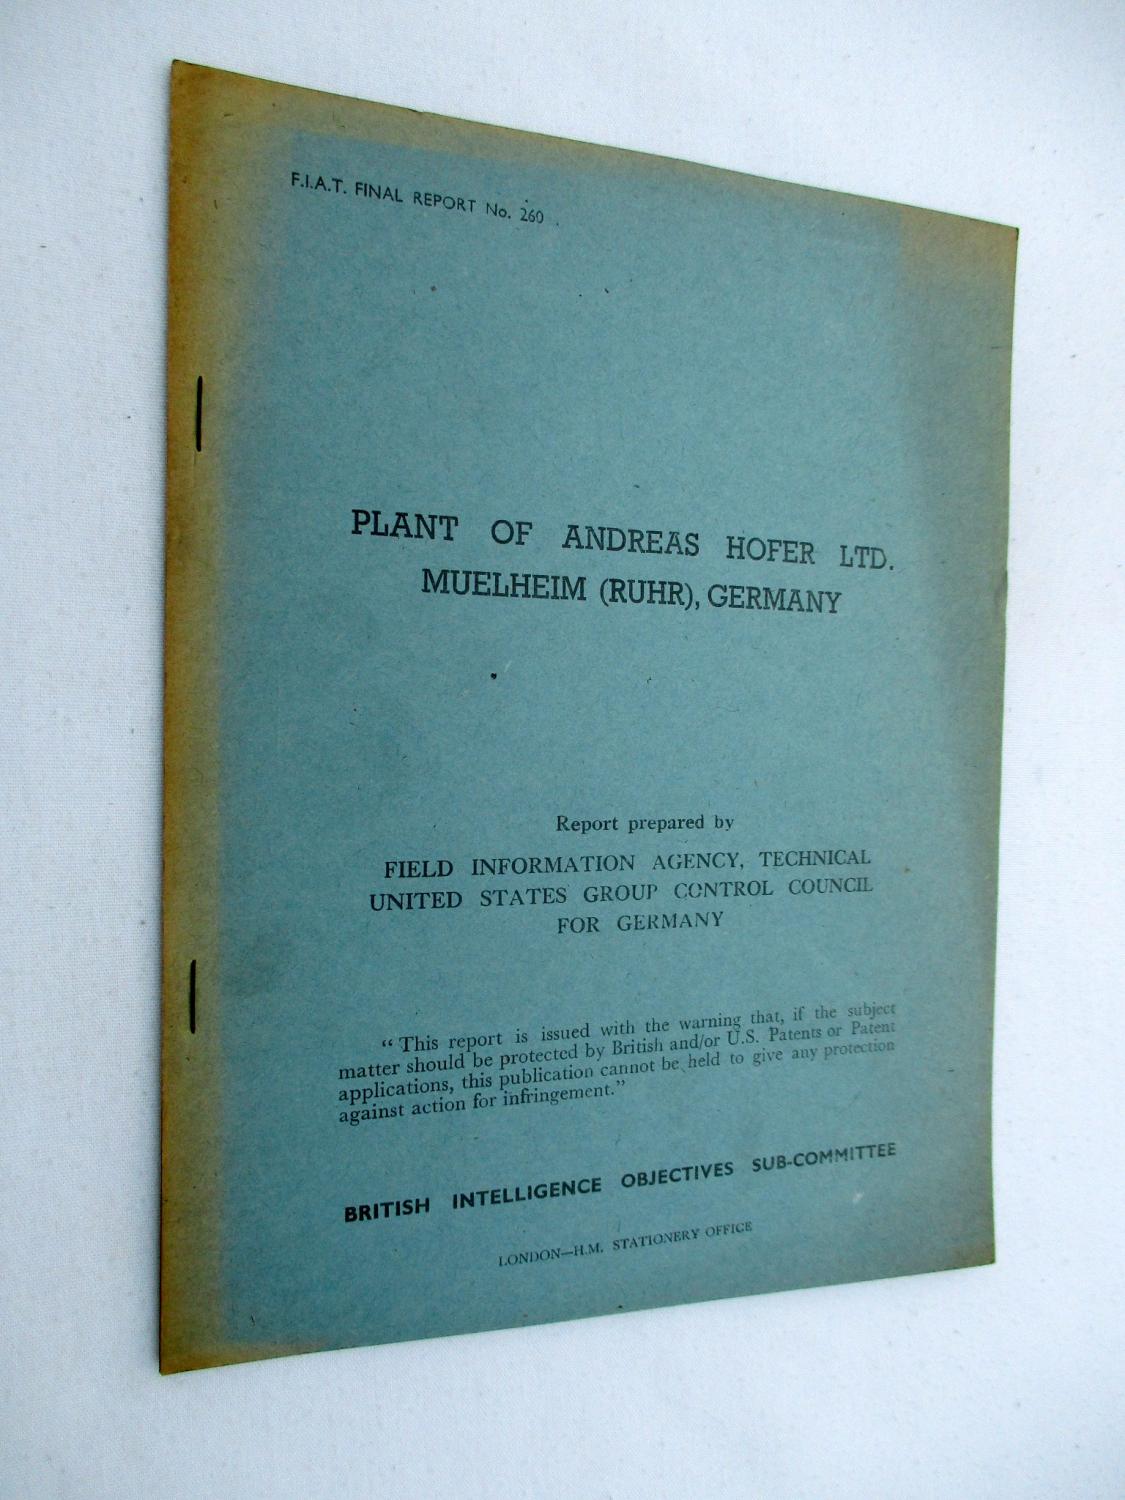 F.I.A.T. FINAL REPORT No. 260
PLANT OF ANDREAS HOFER LTD.
MUELHEIM (RUHR), GERMANY
Report prepared by
FIELD INFORMATION AGENCY, TECHNICAL
UNITED STATES GROUP CONTROL COUNCIL
FOR GERMANY
“ This report is issued with the warning that, if the subject
matter should be protected by British and/or U.S. Patents or Patent
applications, this publication cannot be held to give any protection
against action for infringement.”
BRITISH INTELLIGENCE OBJECTIVES SUB-COMMITTEE
LONDON—H.M. STATIONERY OFFICE